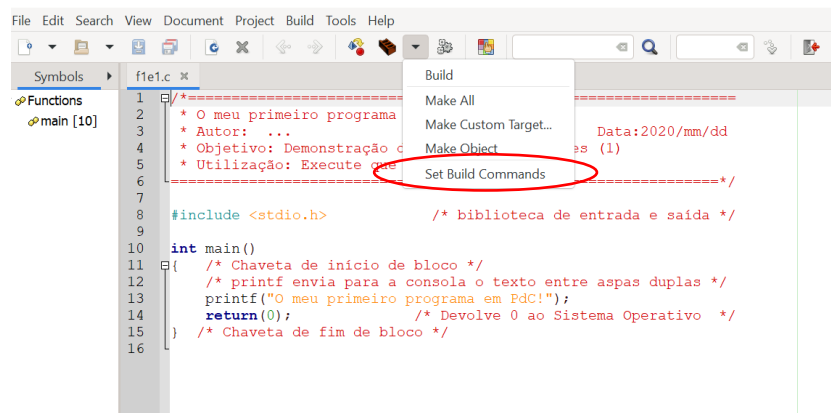 File Edit Search View Document Project Build Tools Help
Symbols f1e1.c
Functions
main [10]
Build
Make All
Make Custom Target...
Make Object
Set Build Commands
1 /*==================================================================
2 * O meu primeiro programa
3 * Autor: ... Data:2020/mm/dd
4 * Objetivo: Demonstração (1)
5 * Utilização: Execute
6 ==================================================================*/
7
8 #include <stdio.h> /* biblioteca de entrada e saída */
9
10 int main()
11 { /* Chaveta de início de bloco */
12 /* printf envia para a consola o texto entre aspas duplas */
13 printf("O meu primeiro programa em PdC!");
14 return(0); /* Devolve 0 ao Sistema Operativo */
15 } /* Chaveta de fim de bloco */
16